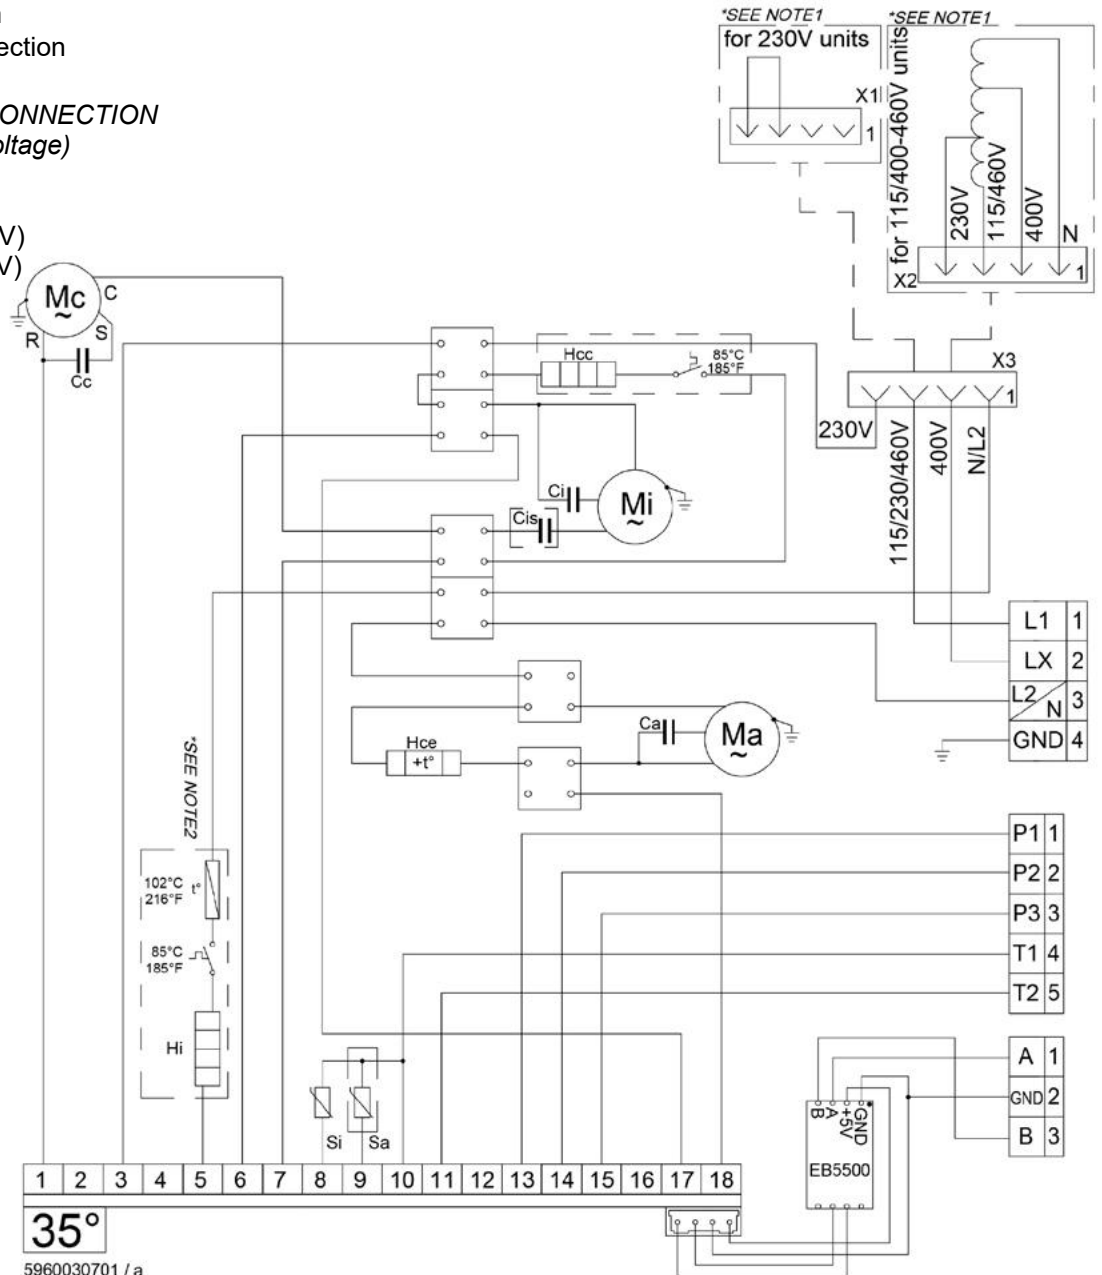 ection
ONNECTION
oltage)
V)
V)
*SEE NOTE1
for 230V units
X1
1
*SEE NOTE1
for 115/400-460V units
230V
115/460V
400V
N
X2
1
Mc
~
C
R
S
Cc
Hcc
85°C
185°F
X3
1
230V
115/230/460V
400V
N/L2
Ci
Cis
Mi
~
L1 1
LX 2
L2/N 3
GND 4
Ca
Ma
~
Hce
+t°
*SEE NOTE2
102°C
216°F
t°
85°C
185°F
Hi
P1 1
P2 2
P3 3
T1 4
T2 5
Si
Sa
A 1
GND 2
B 3
B A +5V GND
EB5500
1 2 3 4 5 6 7 8 9 10 11 12 13 14 15 16 17 18
35°
5960030701 / a